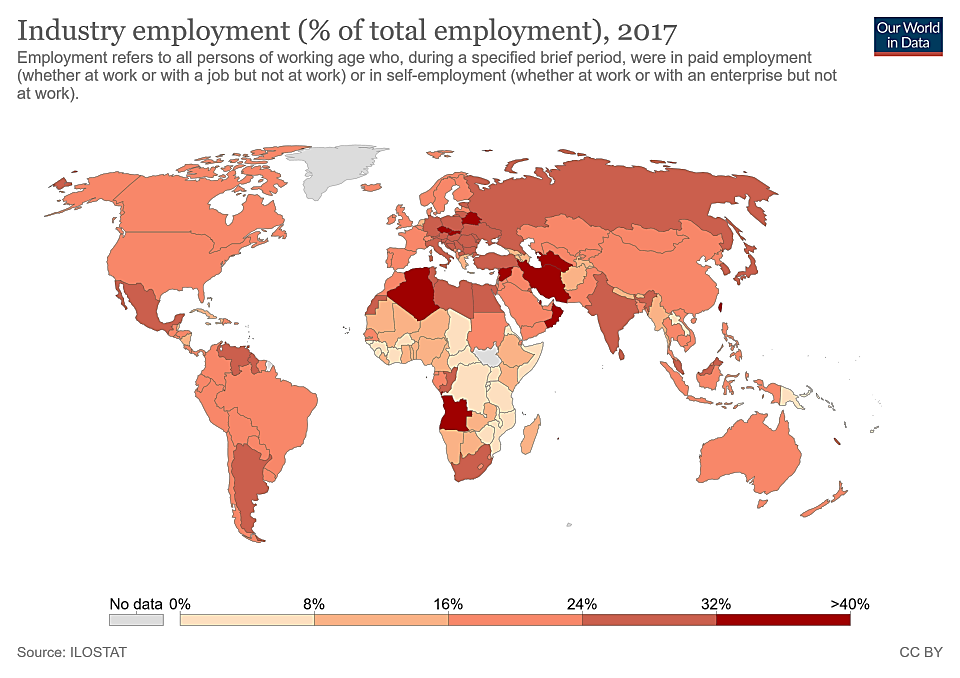 Industry employment (% of total employment), 2017
Our World
in Data
Employment refers to all persons of working age who, during a specified brief period, were in paid employment
(whether at work or with a job but not at work) or in self-employment (whether at work or with an enterprise but not
at work).
No data 0% 8% 16% 24% 32% >40%
Source: ILOSTAT
CC BY